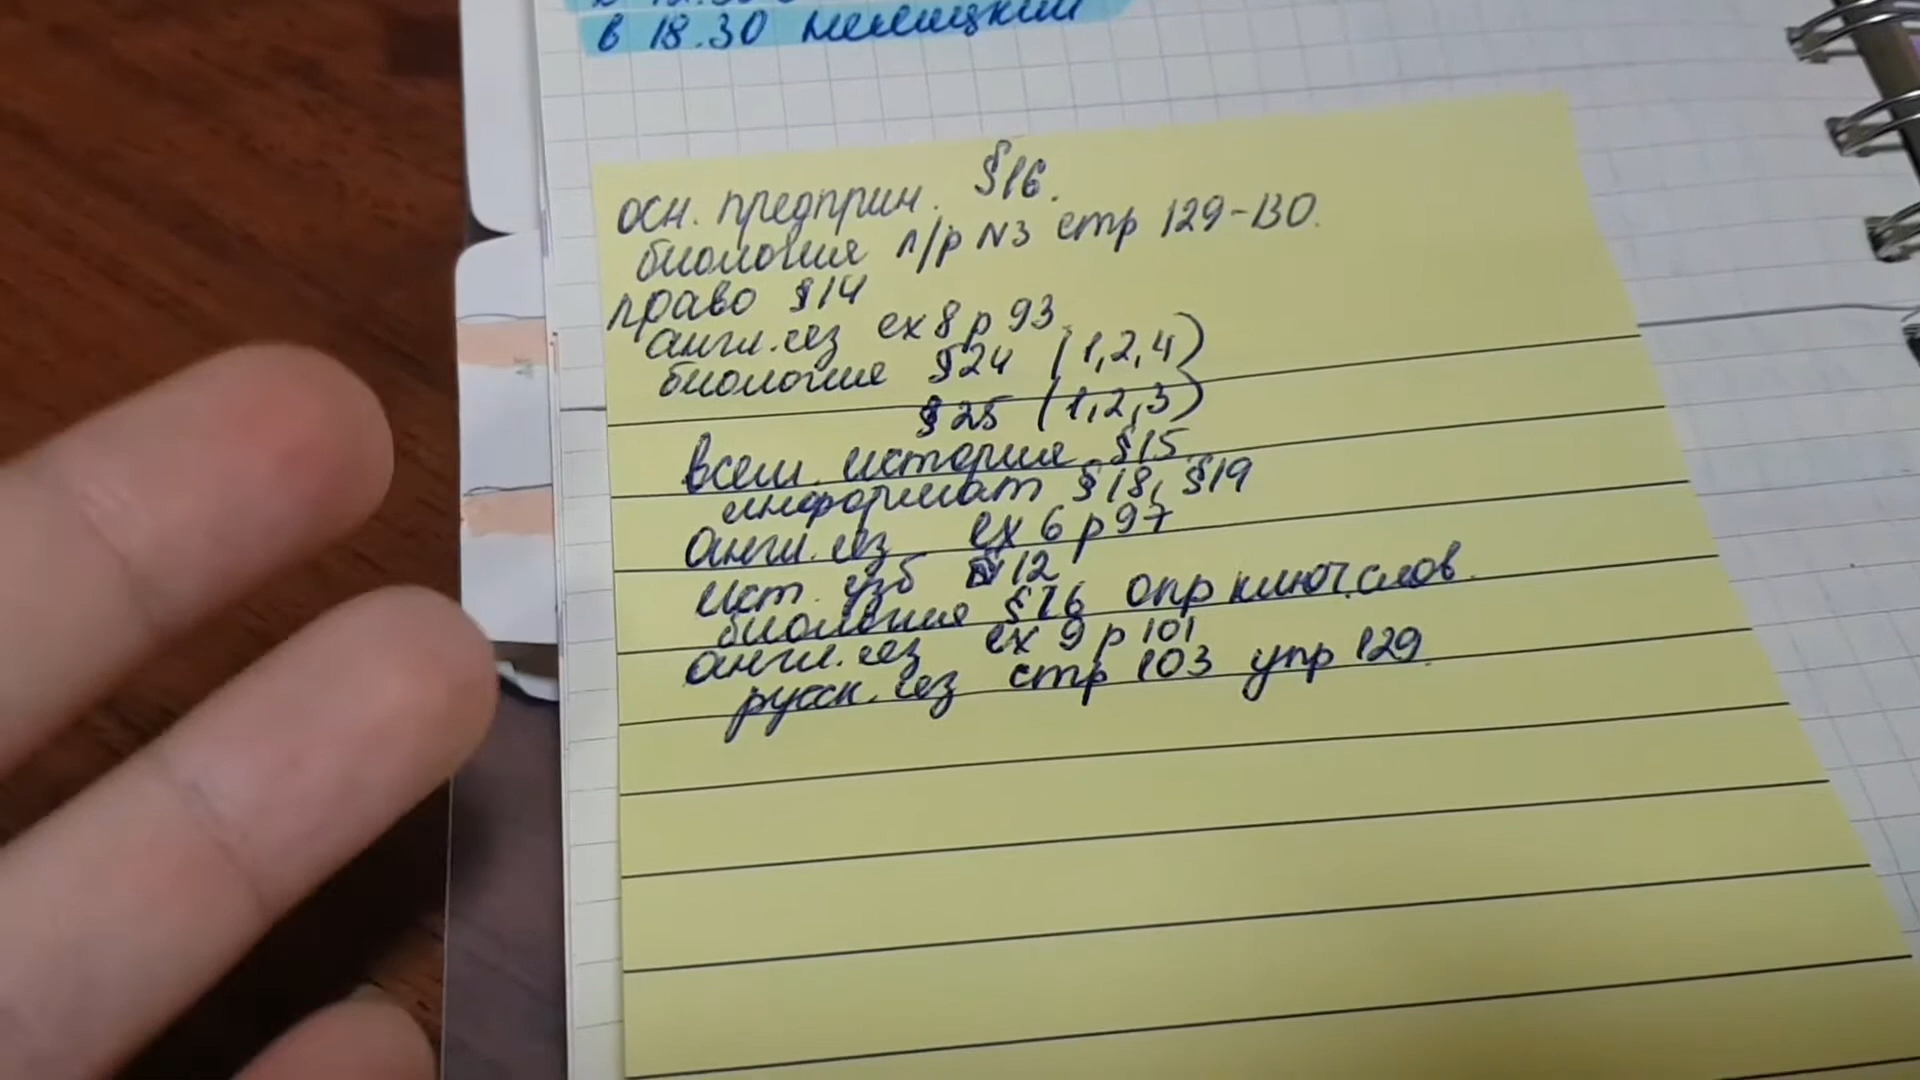 в 18.30 немецкий
осн. предприн. §16.
биология л/р N3 стр 129-130.
право §14
англ. яз ex 8 p 93.
биология §24 (1,2,4)
§25 (1,2,3)
всем. история §15
информат §18, §19
англ. яз ex 6 p 97
ист. узб §12
биология §26 опр ключ. слов.
англ. яз ex 9 p 101
русск. яз стр 103 упр 129.